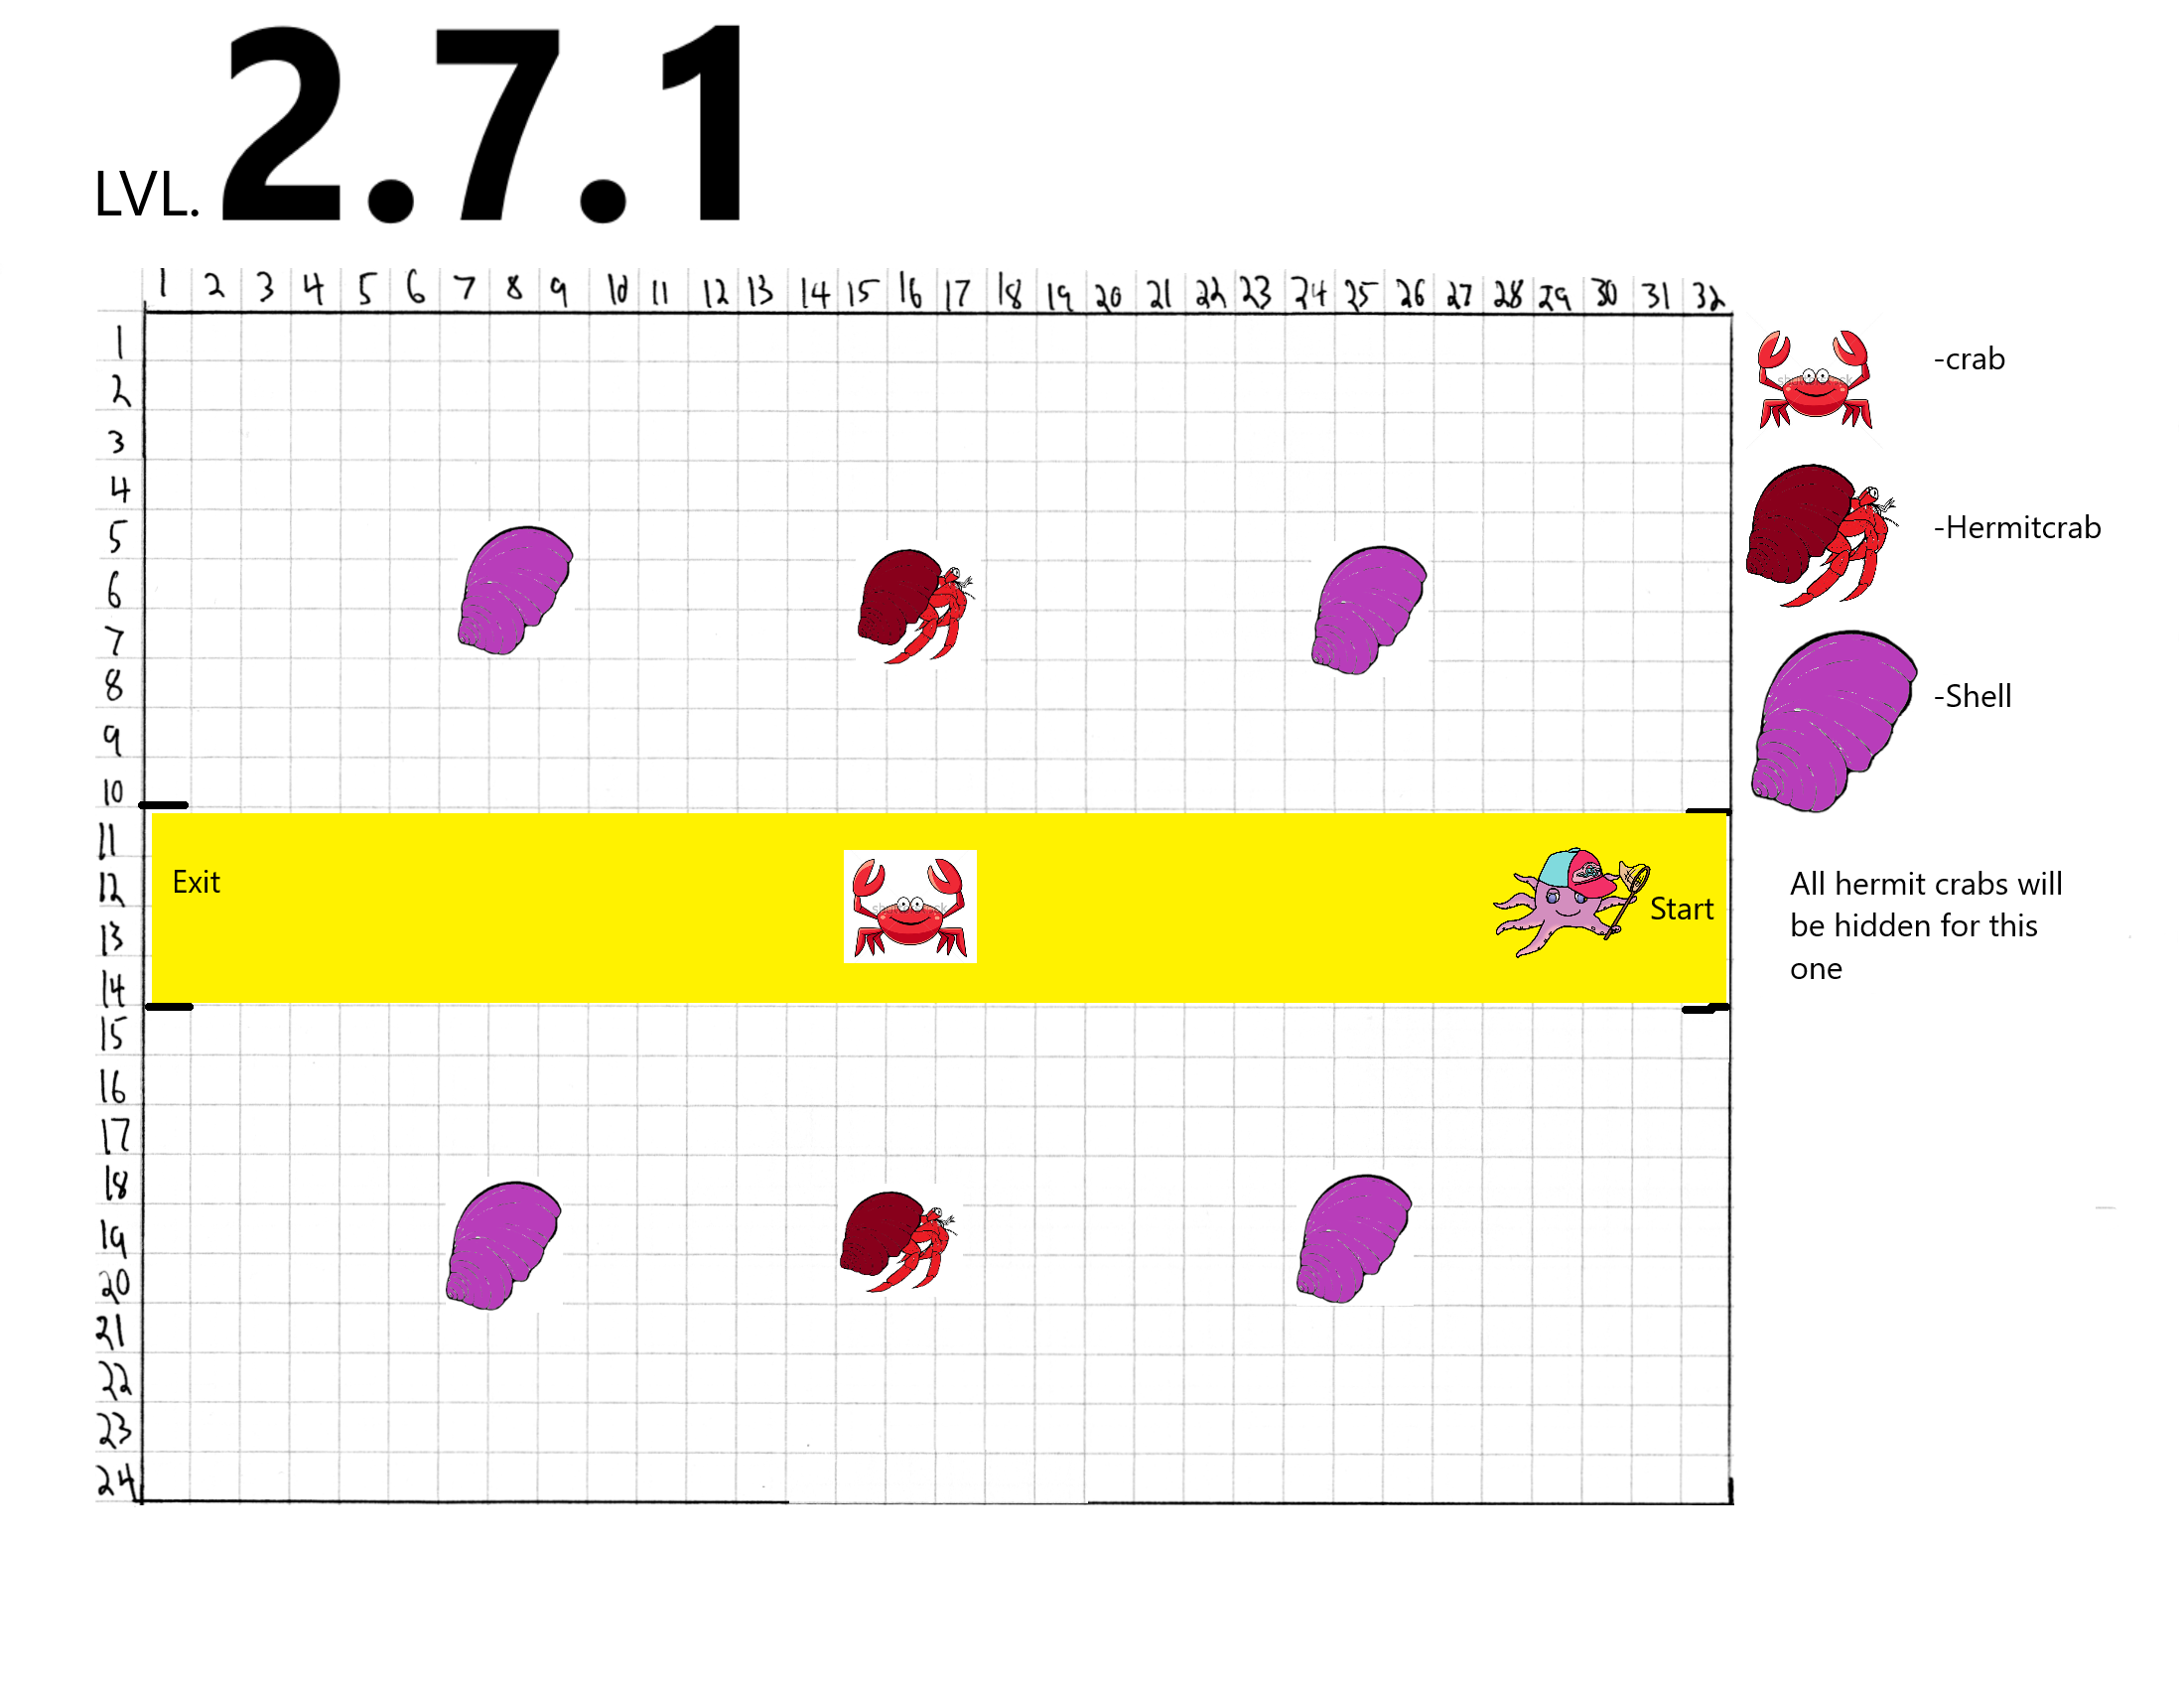 LVL. 2.7.1
1 2 3 4 5 6 7 8 9 10 11 12 13 14 15 16 17 18 19 20 21 22 23 24 25 26 27 28 29 30 31 32
1
-crab
2
3
4
5
-Hermitcrab
6
7
-Shell
8
9
10
11
Exit
12
Start
All hermit crabs will
be hidden for this
one
13
14
15
16
17
18
19
20
21
22
23
24